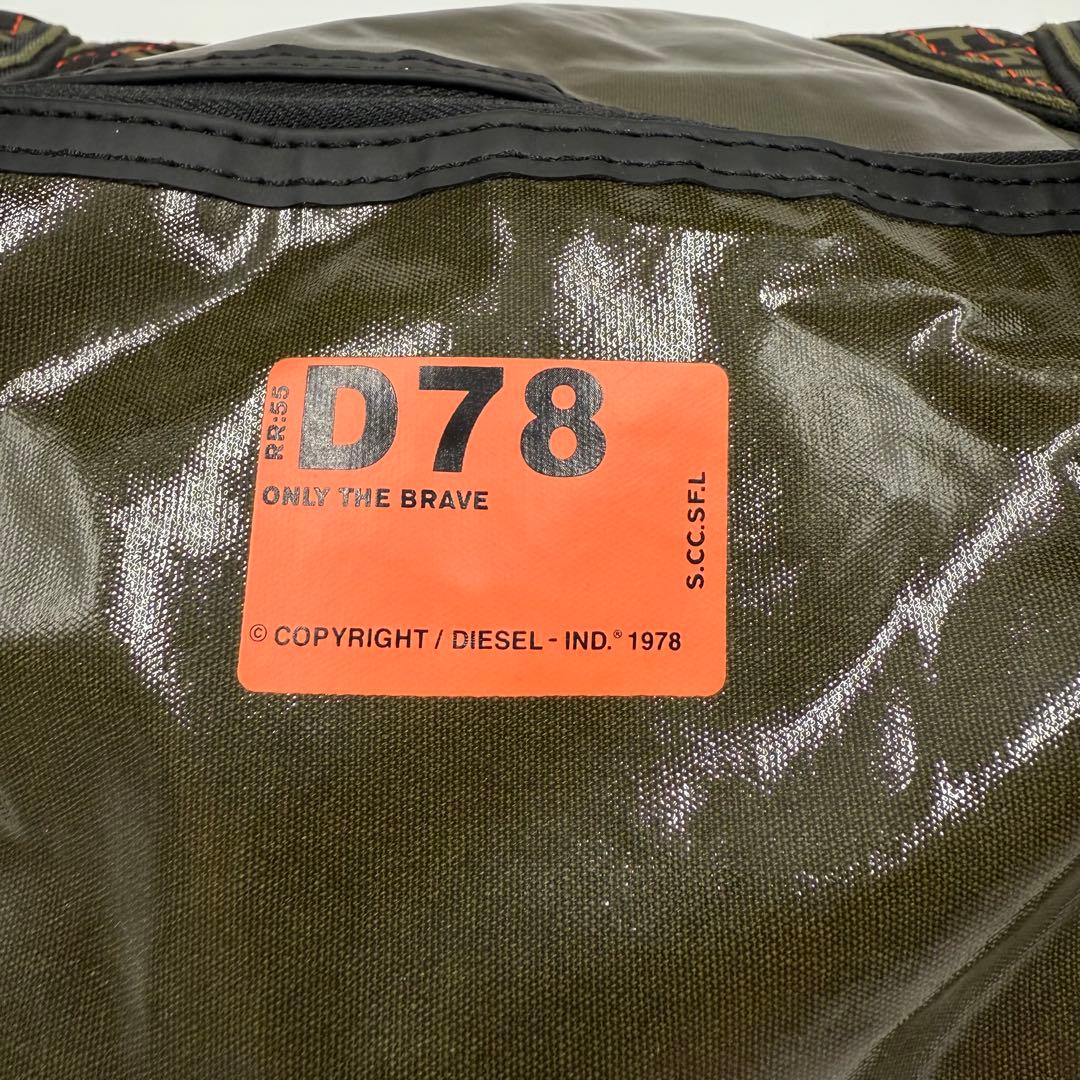 RR:55
D78
ONLY THE BRAVE
S.CC.SF.L
© COPYRIGHT / DIESEL - IND.® 1978